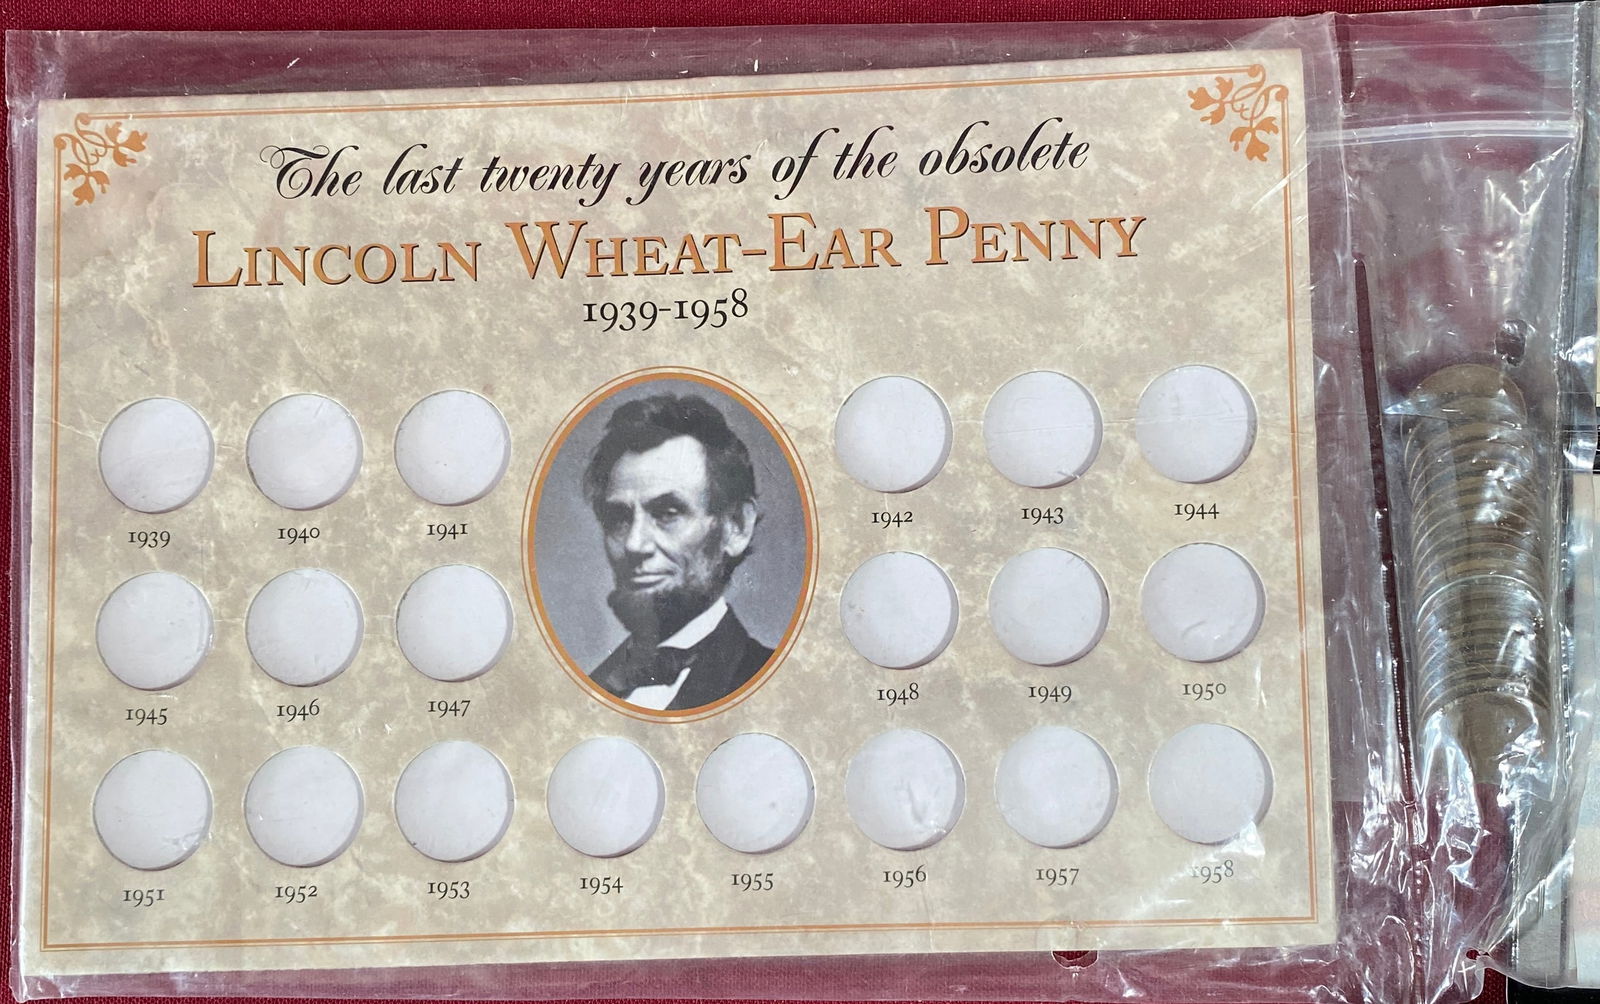 The last twenty years of the obsolete
LINCOLN WHEAT-EAR PENNY
1939-1958
1939 1940 1941 1942 1943 1944
1945 1946 1947 1948 1949 1950
1951 1952 1953 1954 1955 1956 1957 1958